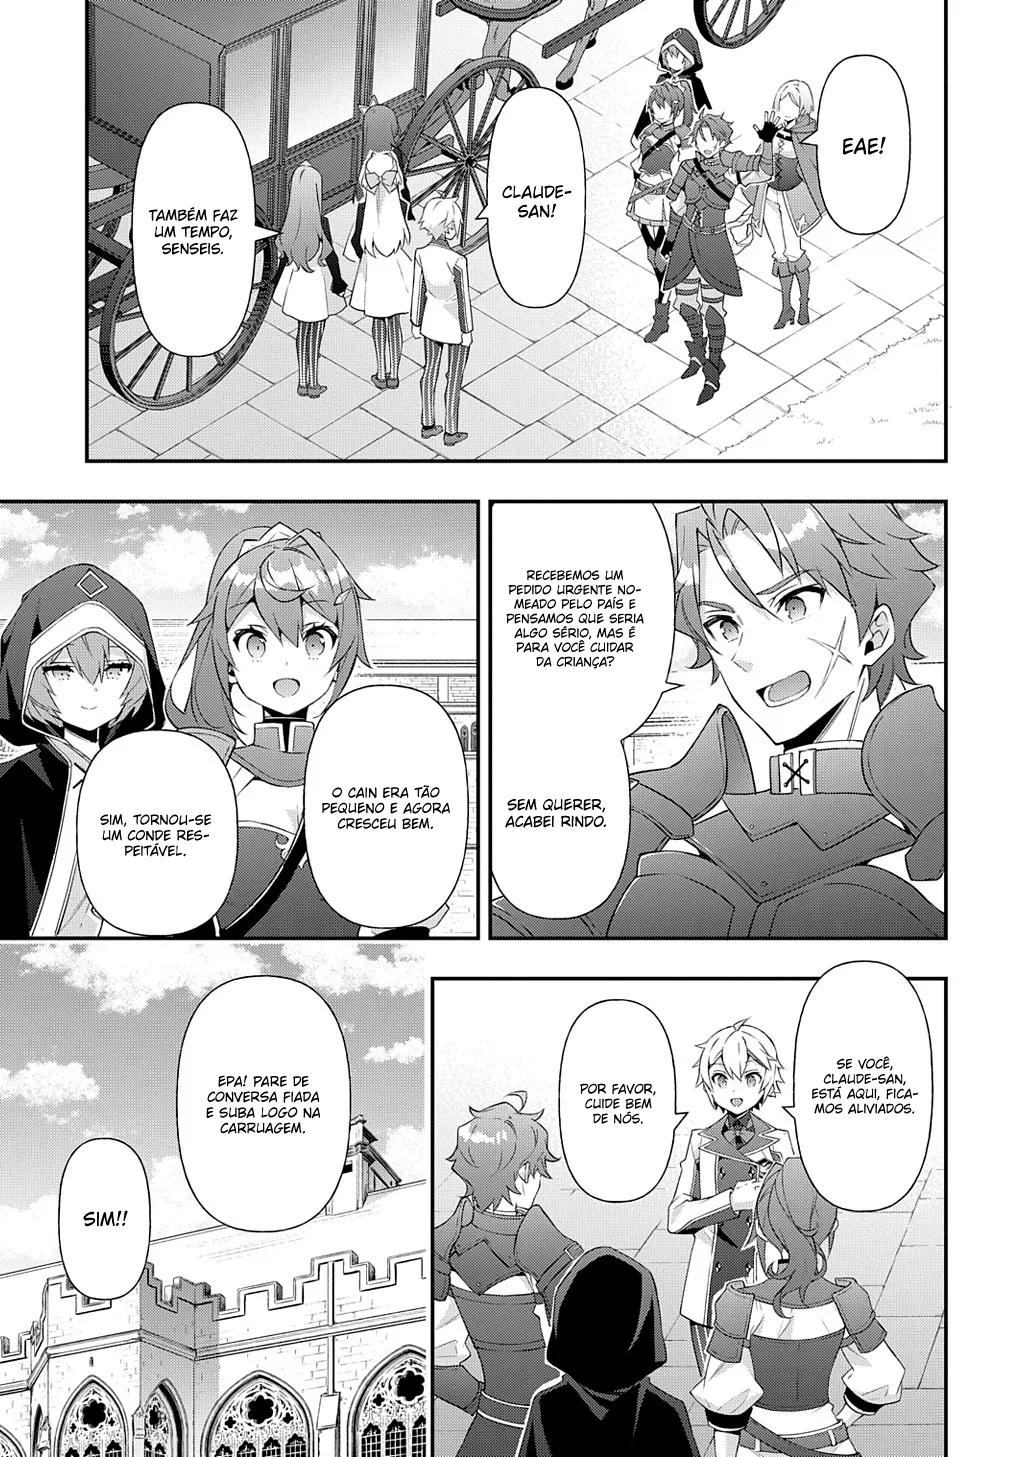 EAE!
CLAUDE-
SAN!
TAMBÉM FAZ
UM TEMPO,
SENSEIS.
RECEBEMOS UM
PEDIDO URGENTE NO-
MEADO PELO PAÍS E
PENSAMOS QUE SERIA
ALGO SÉRIO, MAS É
PARA VOCÊ CUIDAR
DA CRIANÇA?
SEM QUERER,
ACABEI RINDO.
O CAIN ERA TÃO
PEQUENO E AGORA
CRESCEU BEM.
SIM, TORNOU-SE
UM CONDE RES-
PEITÁVEL.
SE VOCÊ,
CLAUDE-SAN,
ESTÁ AQUI, FICA-
MOS ALIVIADOS.
POR FAVOR,
CUIDE BEM
DE NÓS.
EPA! PARE DE
CONVERSA FIADA
E SUBA LOGO NA
CARRUAGEM.
SIM!!